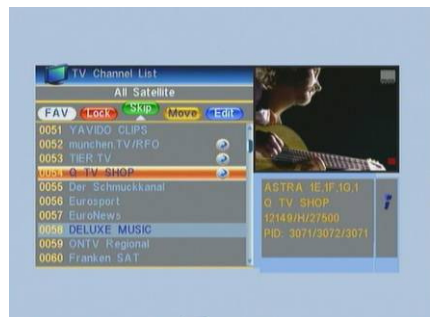 TV Channel List
All Satellite
FAV Lock Skip Move Edit
0051 YAVIDO CLIPS
0052 munchen.TV/RFO
0053 TIER.TV
0054 Q TV SHOP
0055 Der Schmuckkanal
0056 Eurosport
0057 EuroNews
0058 DELUXE MUSIC
0059 ONTV Regional
0060 Franken SAT
ASTRA 1E,1F,1G,1
Q TV SHOP
12149/H/27500
PID: 3071/3072/3071